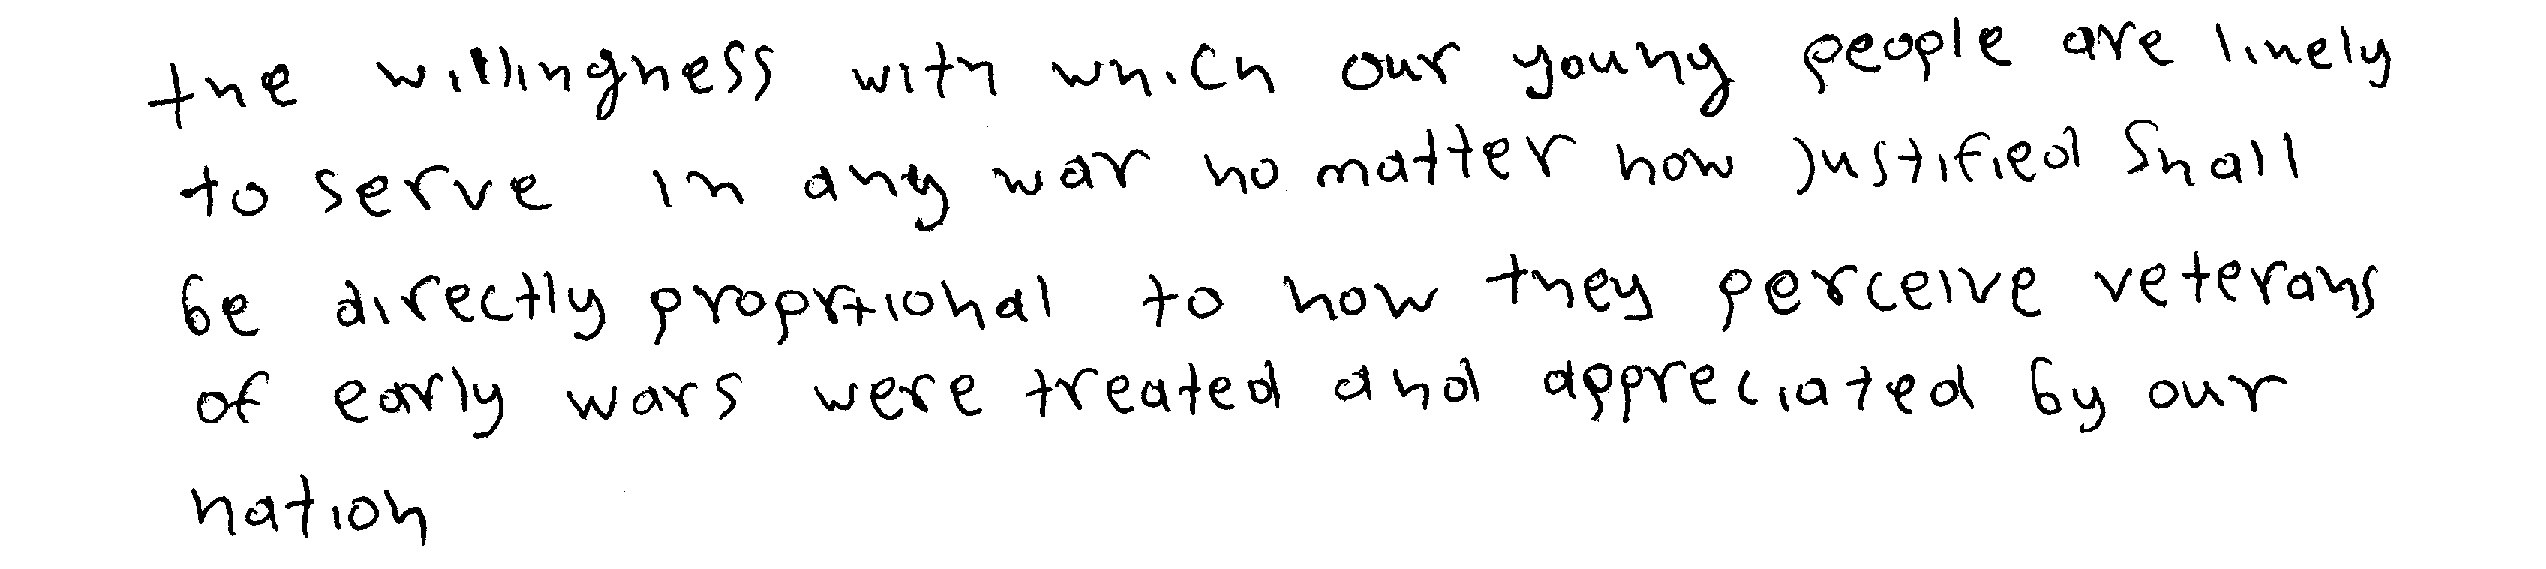 the willingness with which our young people are likely
to serve in any war no matter how justified shall
be directly proprtional to how they perceive veterans
of early wars were treated and appreciated by our
nation